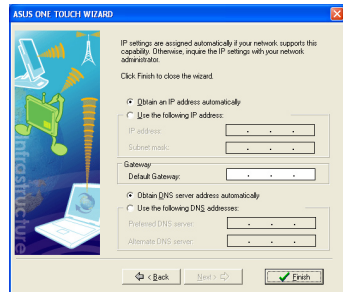 ASUS ONE TOUCH WIZARD
IP settings are assigned automatically if your network supports this
capability. Otherwise, inquire the IP settings with your network
administrator.
Click Finish to close the wizard.
Obtain an IP address automatically
Use the following IP address:
IP address:
Subnet mask:
Gateway
Default Gateway:
Obtain DNS server address automatically
Use the following DNS addresses:
Preferred DNS server:
Alternate DNS server:
Infrastructure
< Back
Next >
Finish